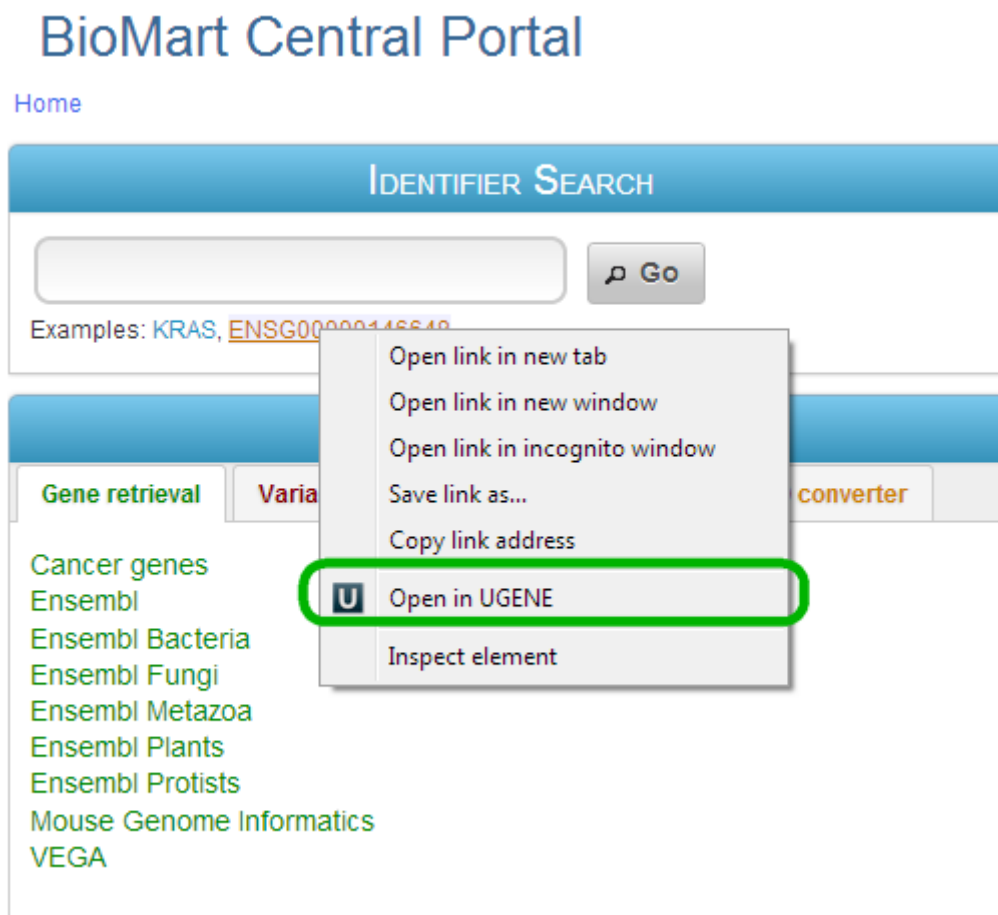 BioMart Central Portal
Home
IDENTIFIER SEARCH
Go
Examples: KRAS, ENSG00000146648
Open link in new tab
Open link in new window
Open link in incognito window
Gene retrieval Varia Save link as... converter
Copy link address
Cancer genes
Ensembl U Open in UGENE
Ensembl Bacteria
Inspect element
Ensembl Fungi
Ensembl Metazoa
Ensembl Plants
Ensembl Protists
Mouse Genome Informatics
VEGA